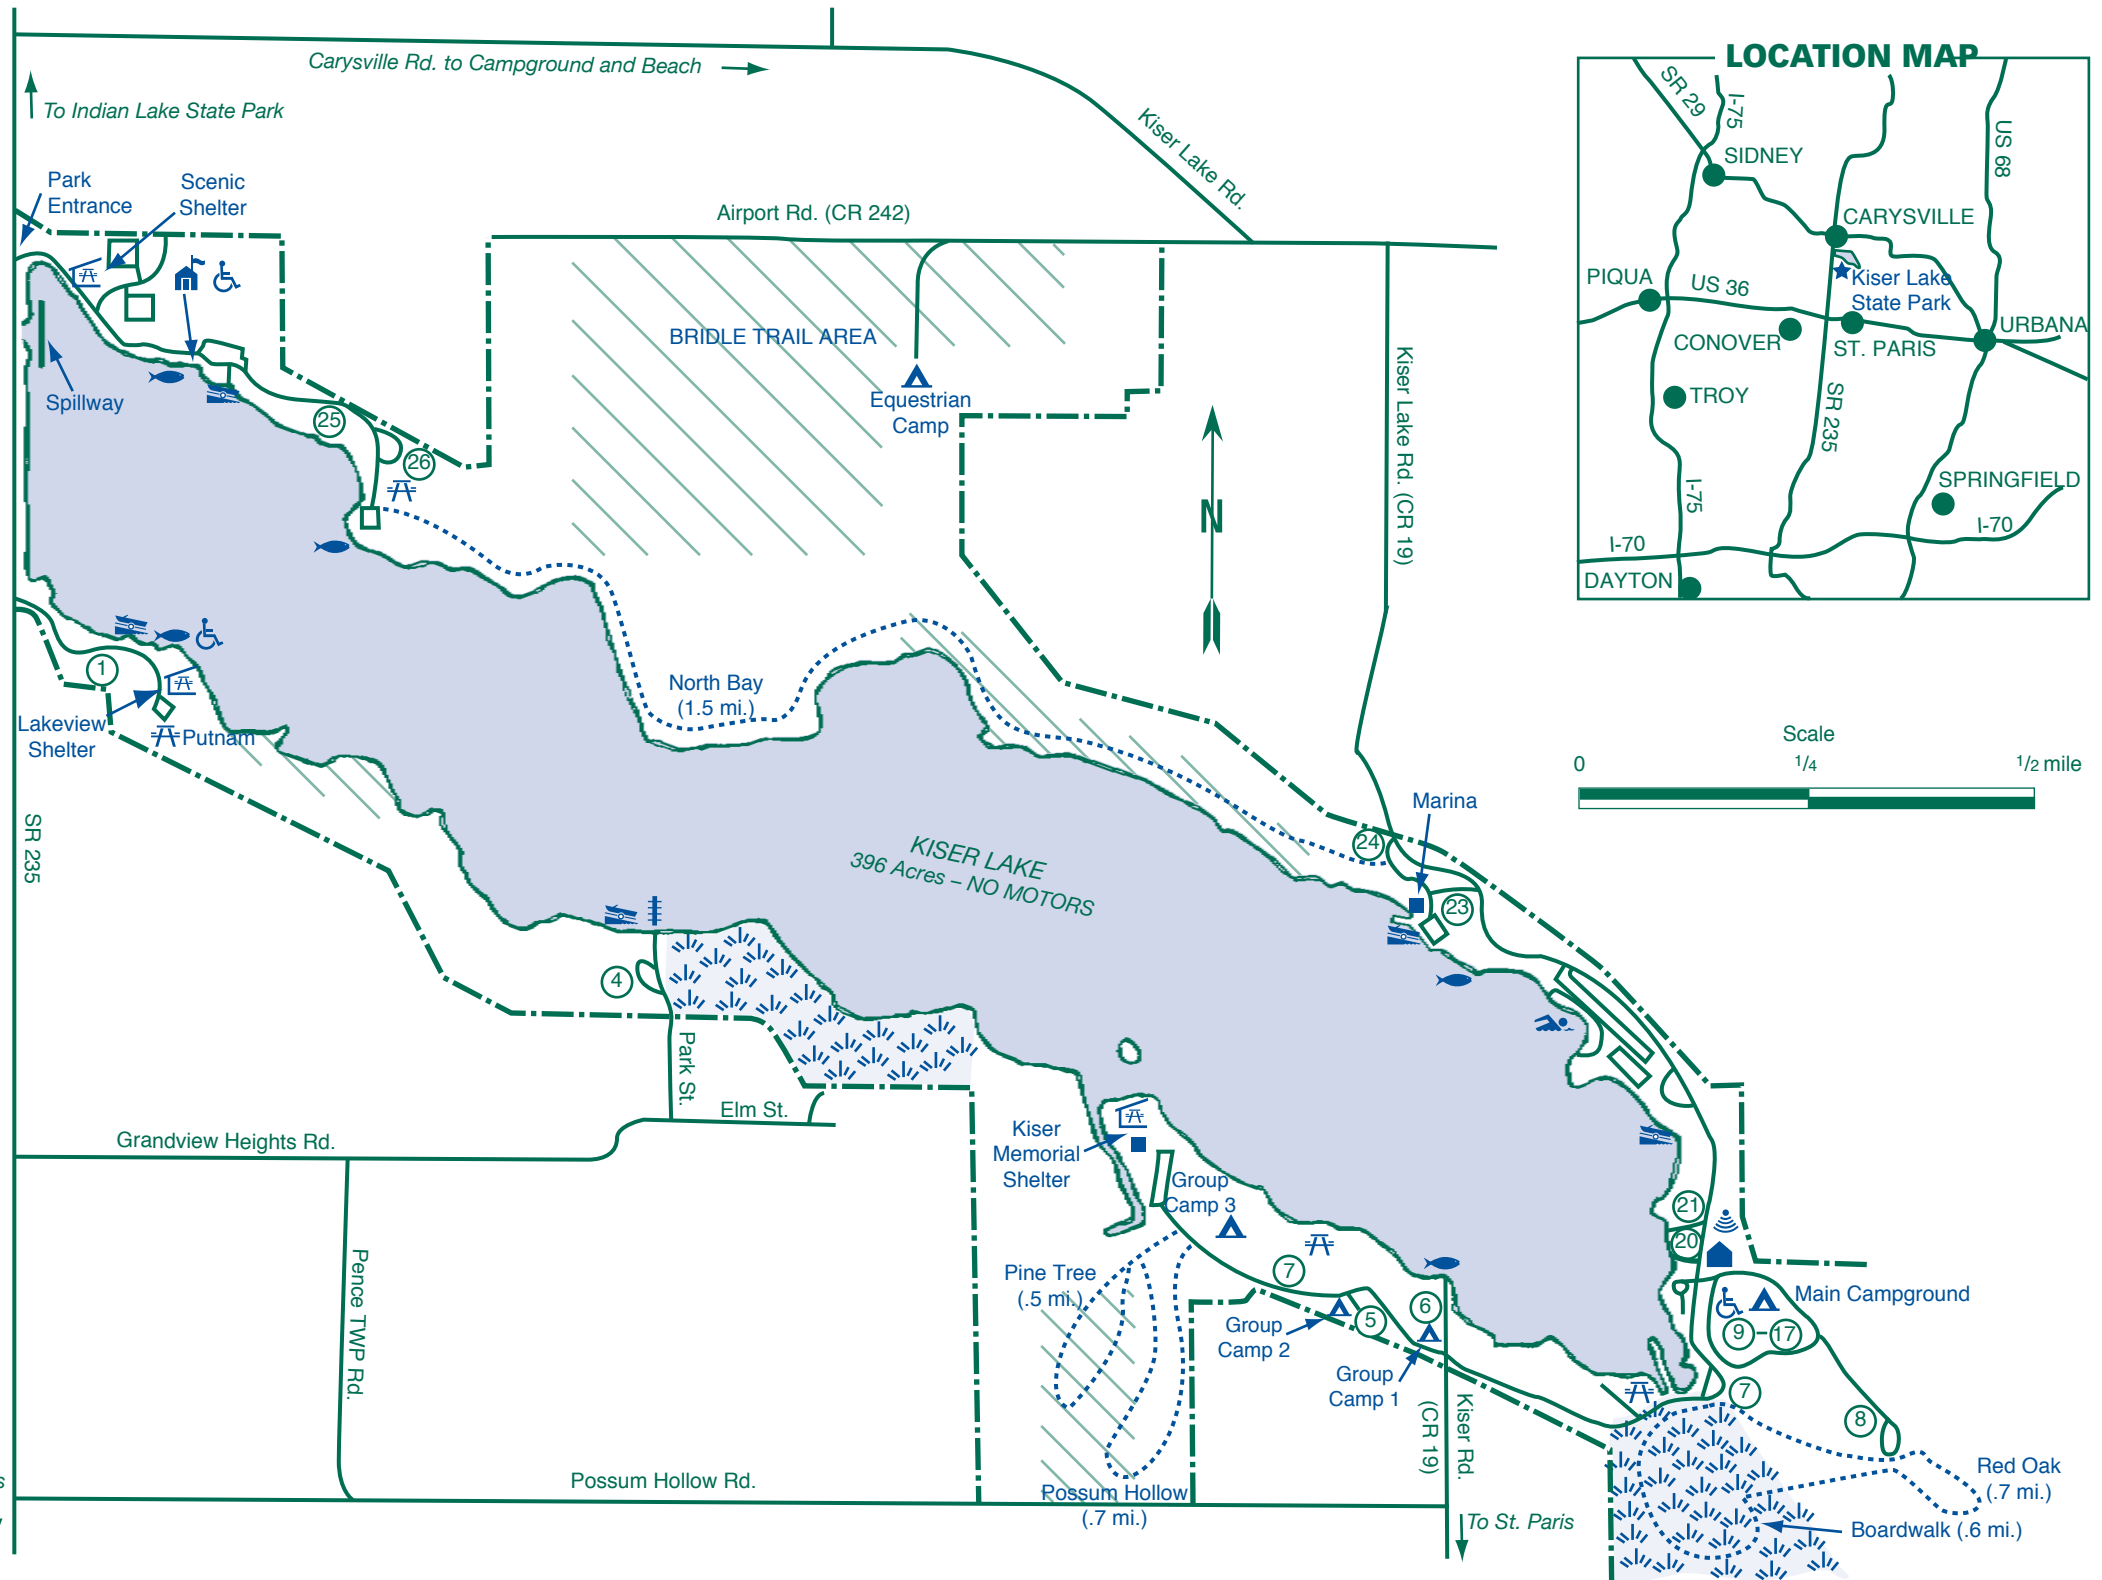 Carysville Rd. to Campground and Beach
To Indian Lake State Park
Kiser Lake Rd.
Park
Entrance
Scenic
Shelter
Airport Rd. (CR 242)
BRIDLE TRAIL AREA
Equestrian
Camp
Spillway
25
26
Kiser Lake Rd. (CR 19)
N
LOCATION MAP
SR 29
I-75
US 68
SIDNEY
CARYSVILLE
Kiser Lake
State Park
PIQUA
US 36
CONOVER
ST. PARIS
URBANA
TROY
SR 235
I-75
SPRINGFIELD
I-70
I-70
DAYTON
1
Lakeview
Shelter
Putnam
North Bay
(1.5 mi.)
Scale
0
1/4
1/2 mile
Marina
24
23
KISER LAKE
396 Acres – NO MOTORS
SR 235
4
Park St.
Elm St.
Grandview Heights Rd.
Pence TWP Rd.
Kiser
Memorial
Shelter
Group
Camp 3
Pine Tree
(.5 mi.)
7
Group
Camp 2
5
6
Group
Camp 1
21
20
Main Campground
9 – 17
7
8
Kiser Rd.
(CR 19)
Red Oak
(.7 mi.)
Boardwalk (.6 mi.)
Possum Hollow Rd.
Possum Hollow
(.7 mi.)
To St. Paris